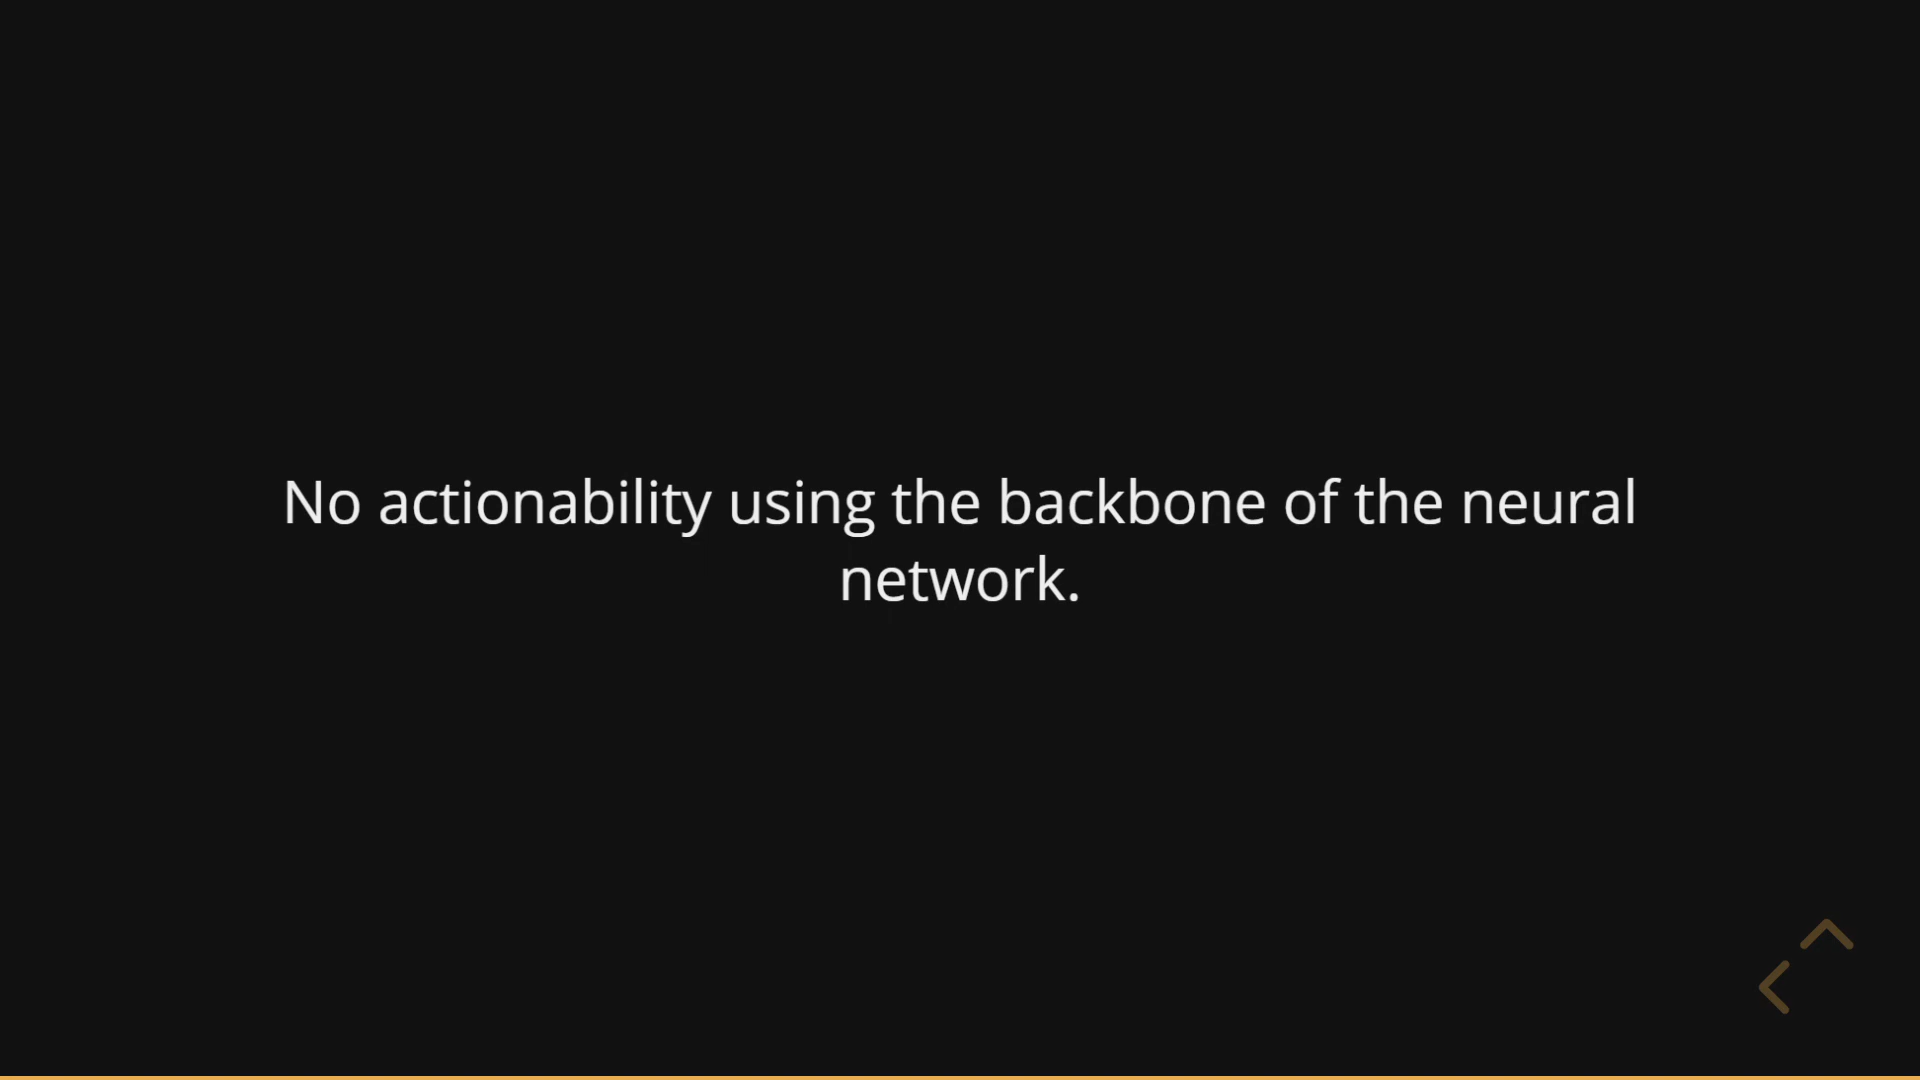 No actionability using the backbone of the neural
network.